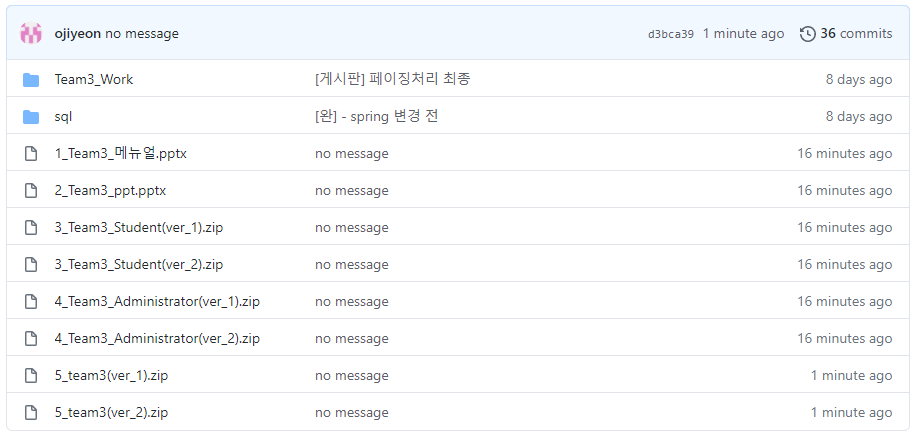 ojiyeon no message d3bca39 1 minute ago 36 commits
Team3_Work [게시판] 페이징처리 최종 8 days ago
sql [완] - spring 변경 전 8 days ago
1_Team3_메뉴얼.pptx no message 16 minutes ago
2_Team3_ppt.pptx no message 16 minutes ago
3_Team3_Student(ver_1).zip no message 16 minutes ago
3_Team3_Student(ver_2).zip no message 16 minutes ago
4_Team3_Administrator(ver_1).zip no message 16 minutes ago
4_Team3_Administrator(ver_2).zip no message 16 minutes ago
5_team3(ver_1).zip no message 1 minute ago
5_team3(ver_2).zip no message 1 minute ago